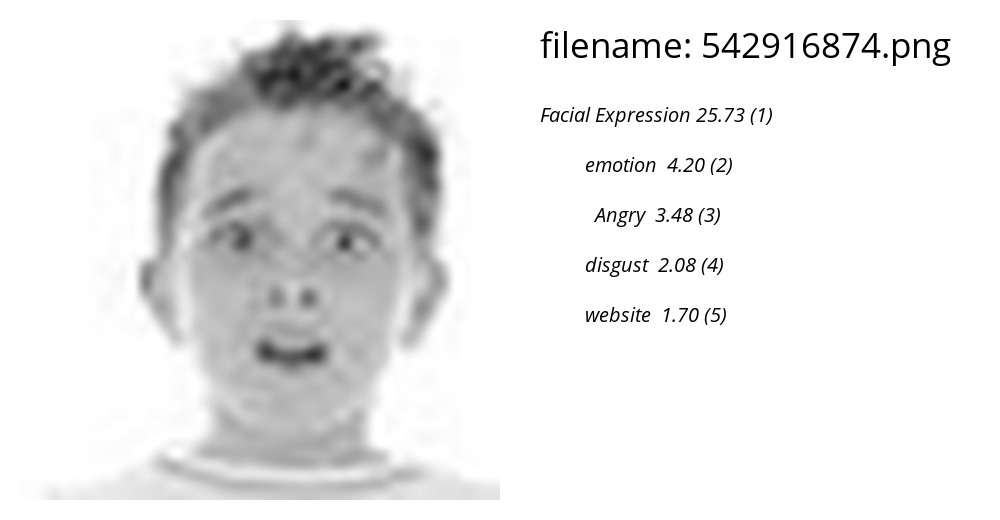 filename: 542916874.png
Facial Expression 25.73 (1)
emotion 4.20 (2)
Angry 3.48 (3)
disgust 2.08 (4)
website 1.70 (5)